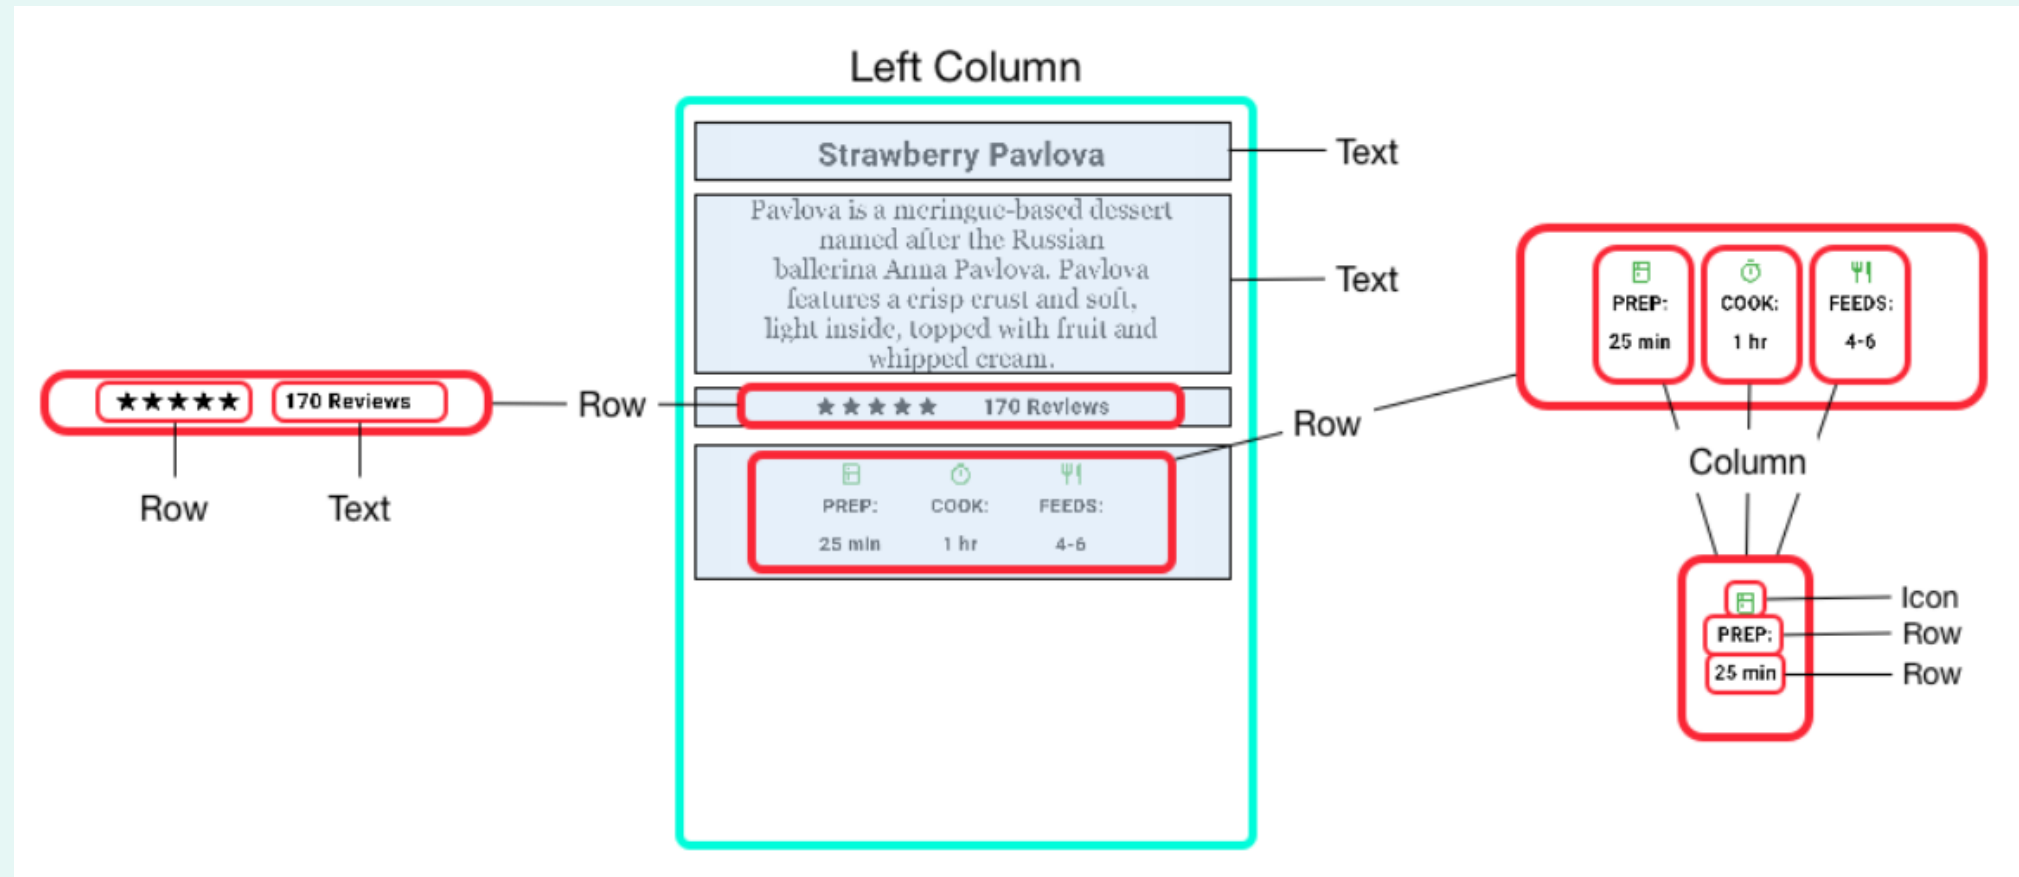 Left Column
Strawberry Pavlova
Text
Pavlova is a meringue-based dessert
named after the Russian
ballerina Anna Pavlova. Pavlova
features a crisp crust and soft,
light inside, topped with fruit and
whipped cream.
Text
170 Reviews
Row
Text
Row
170 Reviews
PREP:
COOK:
FEEDS:
25 min
1 hr
4-6
Row
PREP:
COOK:
FEEDS:
25 min
1 hr
4-6
Column
Icon
PREP:
Row
25 min
Row